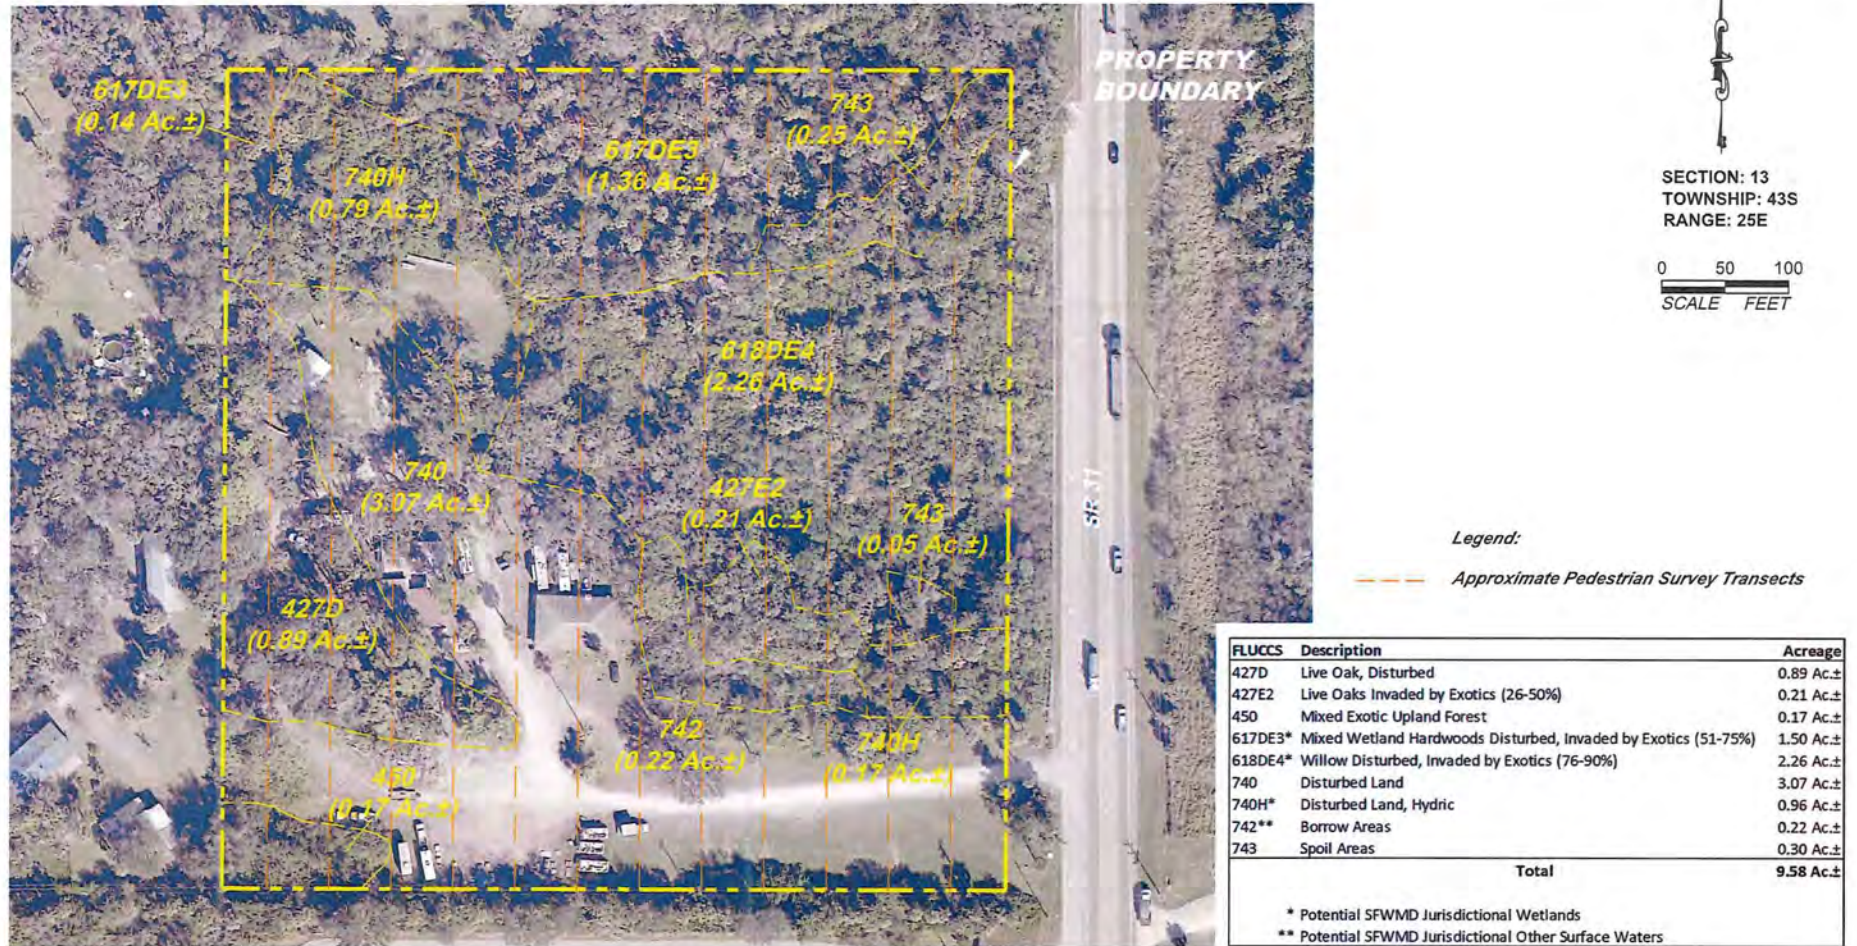 PROPERTY
BOUNDARY
617DE3
(0.14 Ac.±)
740H
(0.79 Ac.±)
617DE3
(1.36 Ac.±)
743
(0.25 Ac.±)
618DE4
(2.26 Ac.±)
740
(3.07 Ac.±)
427E2
(0.21 Ac.±)
743
(0.05 Ac.±)
427D
(0.89 Ac.±)
742
(0.22 Ac.±)
740H
(0.17 Ac.±)
450
(0.17 Ac.±)
SR 31
SECTION: 13
TOWNSHIP: 43S
RANGE: 25E
0 50 100
SCALE FEET
Legend:
Approximate Pedestrian Survey Transects
FLUCCS Description Acreage
427D Live Oak, Disturbed 0.89 Ac.±
427E2 Live Oaks Invaded by Exotics (26-50%) 0.21 Ac.±
450 Mixed Exotic Upland Forest 0.17 Ac.±
617DE3* Mixed Wetland Hardwoods Disturbed, Invaded by Exotics (51-75%) 1.50 Ac.±
618DE4* Willow Disturbed, Invaded by Exotics (76-90%) 2.26 Ac.±
740 Disturbed Land 3.07 Ac.±
740H* Disturbed Land, Hydric 0.96 Ac.±
742** Borrow Areas 0.22 Ac.±
743 Spoil Areas 0.30 Ac.±
Total 9.58 Ac.±
* Potential SFWMD Jurisdictional Wetlands
** Potential SFWMD Jurisdictional Other Surface Waters